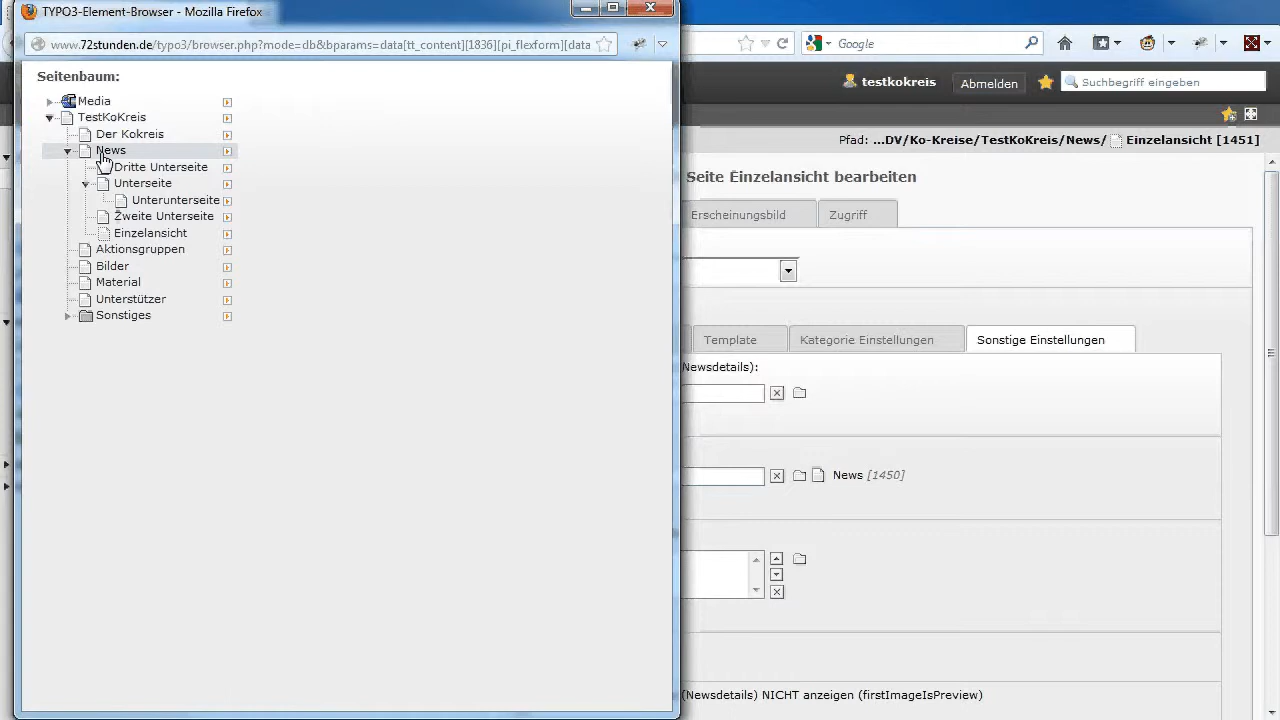 TYPO3-Element-Browser - Mozilla Firefox
www.72stunden.de/typo3/browser.php?mode=db&bparams=data[tt_content][1836][pi_flexform][data
Google
testkokreis
Abmelden
Suchbegriff eingeben
Seitenbaum:
Media
TestKoKreis
Der Kokreis
News
Dritte Unterseite
Unterseite
Unterunterseite
Zweite Unterseite
Einzelansicht
Aktionsgruppen
Bilder
Material
Unterstützer
Sonstiges
Pfad: ...DV/Ko-Kreise/TestKoKreis/News/ Einzelansicht [1451]
Seite Einzelansicht bearbeiten
Erscheinungsbild
Zugriff
Template
Kategorie Einstellungen
Sonstige Einstellungen
Newsdetails):
News [1450]
(Newsdetails) NICHT anzeigen (firstImageIsPreview)